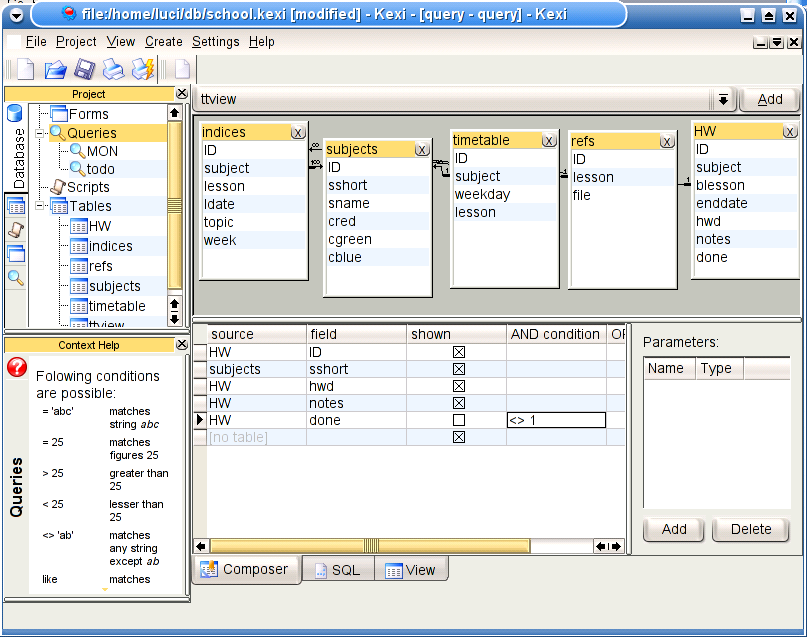 file:/home/luci/db/school.kexi [modified] - Kexi - [query - query] - Kexi
File Project View Create Settings Help
Project
Database
Forms
Queries
MON
todo
Scripts
Tables
HW
indices
refs
subjects
timetable
ttview
ttview Add
indices
ID
subject
lesson
ldate
topic
week
subjects
ID
sshort
sname
cred
cgreen
cblue
timetable
ID
subject
weekday
lesson
refs
ID
lesson
file
HW
ID
subject
blesson
enddate
hwd
notes
done
Context Help
Queries
Folowing conditions
are possible:
= 'abc' matches
string abc
= 25 matches
figures 25
> 25 greater than
25
< 25 lesser than
25
<> 'ab' matches
any string
except ab
like matches
source field shown AND condition
HW ID
subjects sshort
HW hwd
HW notes
HW done <> 1
[no table]
Parameters:
Name Type
Add Delete
Composer SQL View